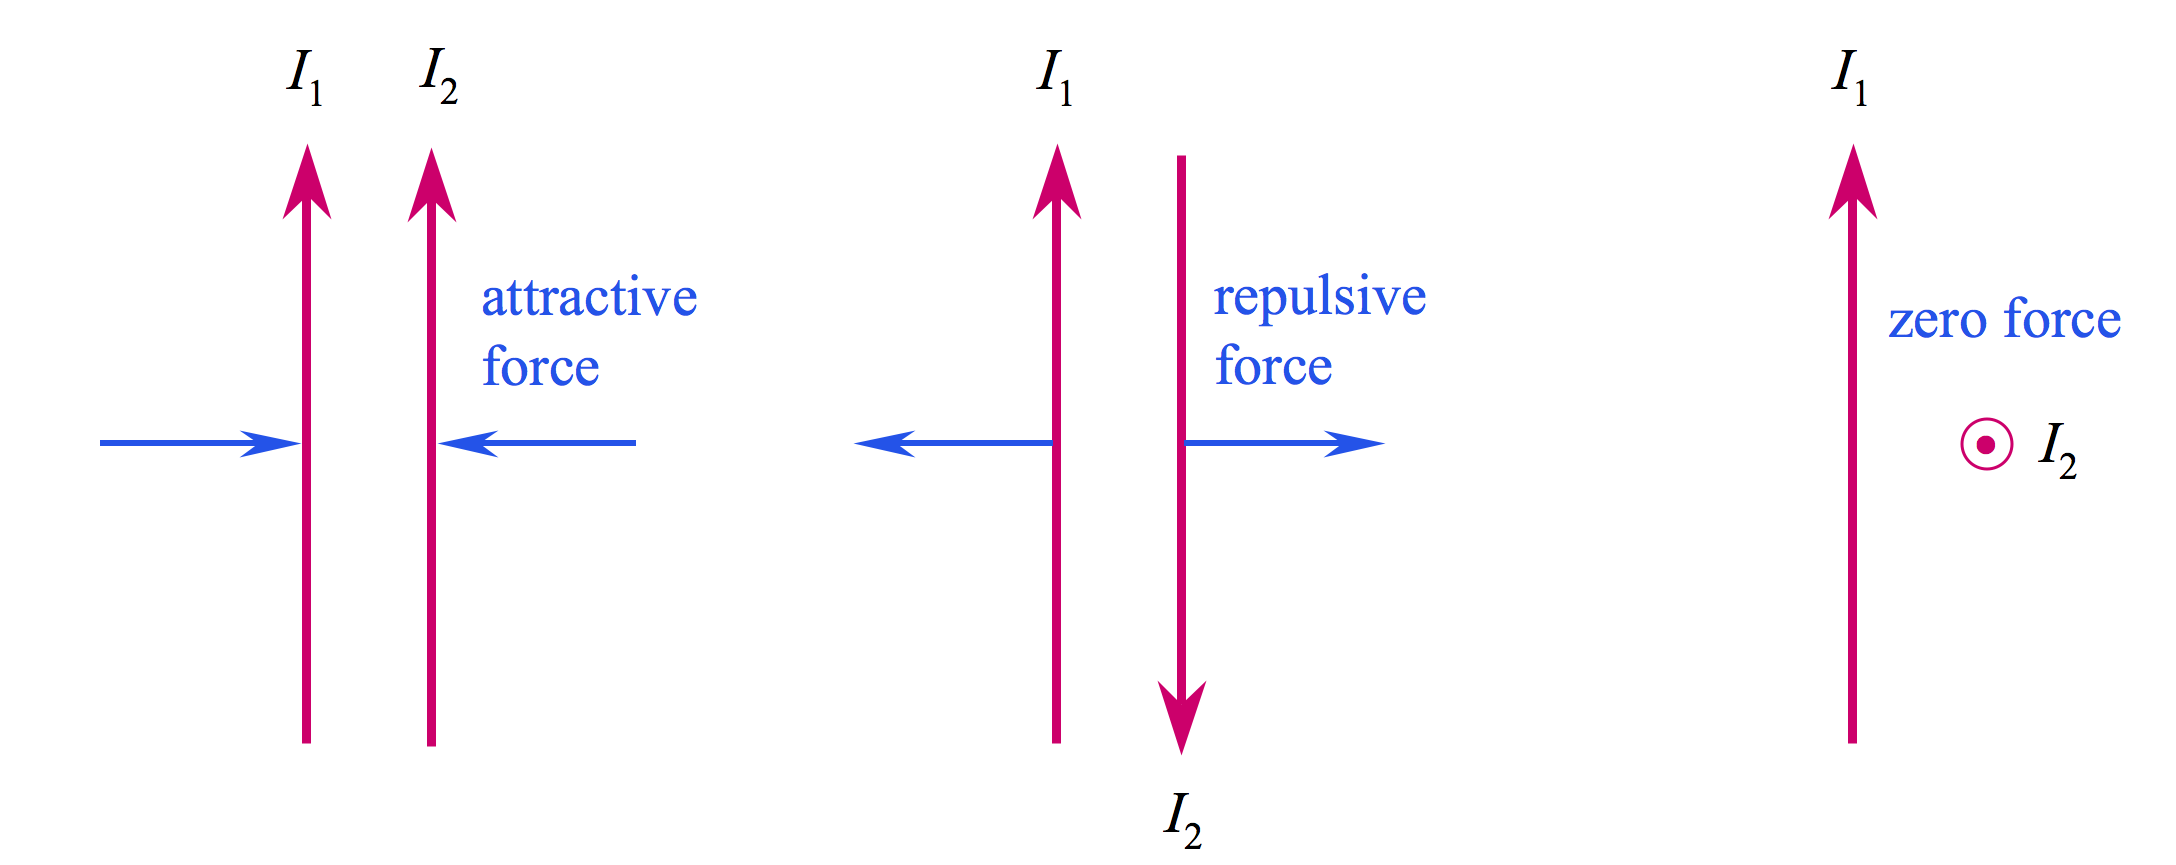 I₁ I₂
attractive
force
I₁
repulsive
force
I₂
I₁
zero force
I₂